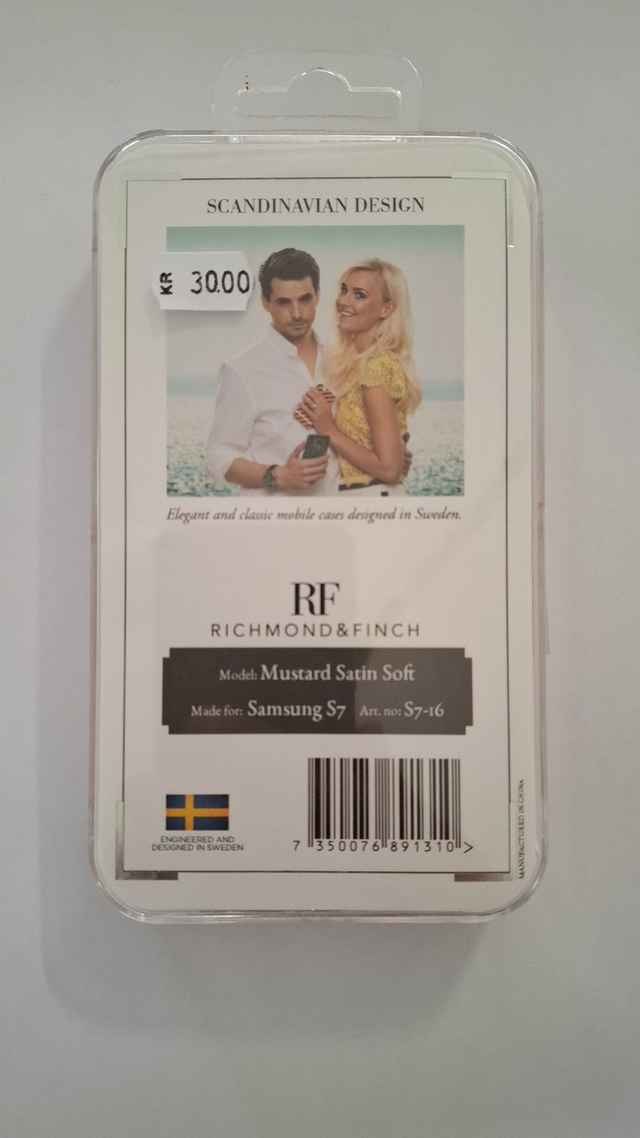 SCANDINAVIAN DESIGN
KR 30.00
Elegant and classic mobile cases designed in Sweden.
RF
RICHMOND&FINCH
Model: Mustard Satin Soft
Made for: Samsung S7 Art. no: S7-16
ENGINEERED AND
DESIGNED IN SWEDEN
7 350076 891310 >
MANUFACTURED IN CHINA